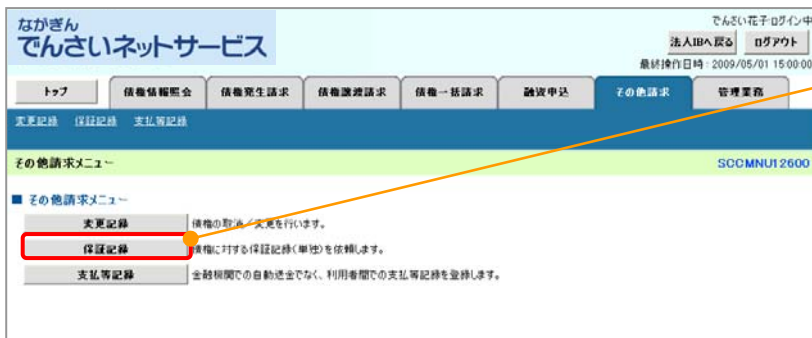 ながぎん
でんさいネットサービス
でんさい花子 ログイン中
法人IBへ戻る ログアウト
最終操作日時：2009/05/01 15:00:00
トップ 債権情報照会 債権発生請求 債権譲渡請求 債権一括請求 融資申込 その他請求 管理業務
変更記録 保証記録 支払等記録
その他請求メニュー SCCMNU12600
■ その他請求メニュー
変更記録 債権の取消／変更を行います。
保証記録 債権に対する保証記録（単独）を依頼します。
支払等記録 金融機関での自動送金でなく、利用者間での支払等記録を登録します。